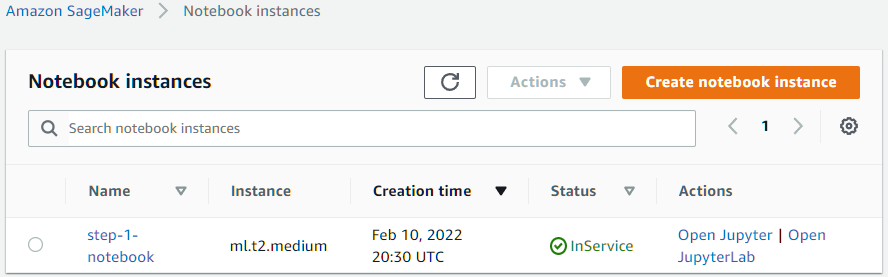 Amazon SageMaker > Notebook instances
Notebook instances
Actions
Create notebook instance
Search notebook instances
1
Name Instance Creation time Status Actions
step-1- Feb 10, 2022 Open Jupyter | Open
ml.t2.medium InService
notebook 20:30 UTC JupyterLab